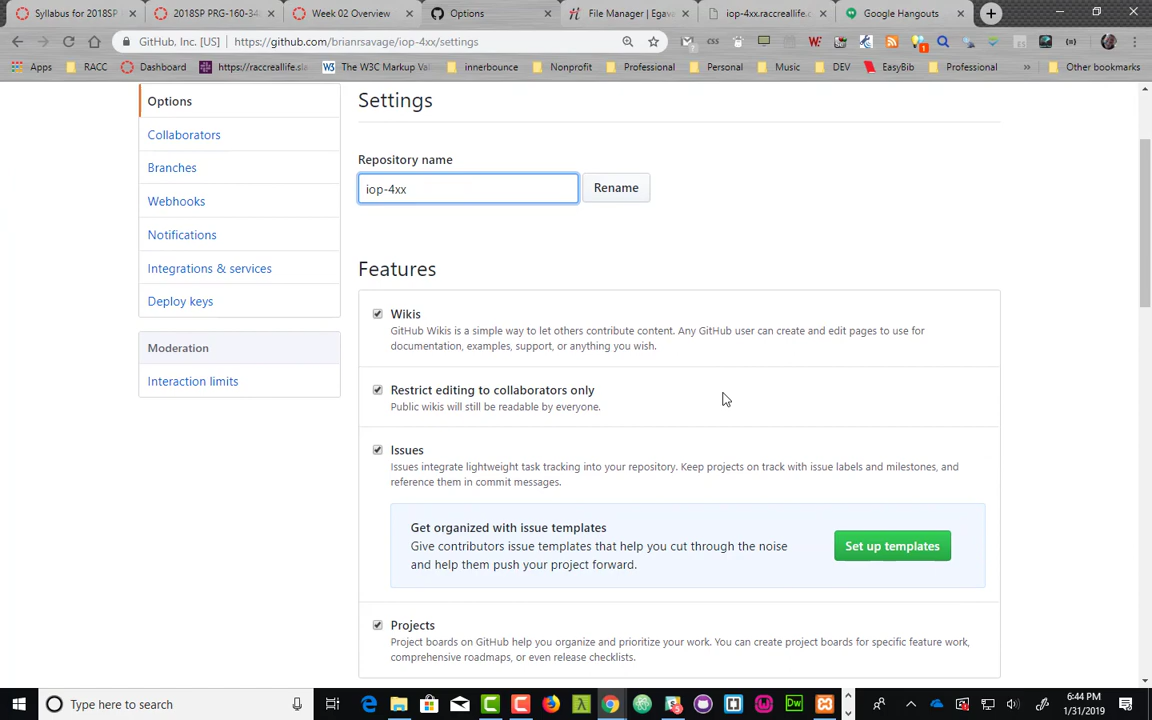 Syllabus for 2018SP
2018SP PRG-160-34
Week 02 Overview
Options
File Manager | Egava
iop-4xx.raccreallife.c
Google Hangouts
GitHub, Inc. [US] | https://github.com/brianrsavage/iop-4xx/settings
Apps RACC Dashboard https://raccreallife.sla The W3C Markup Val innerbounce Nonprofit Professional Personal Music DEV EasyBib Professional » Other bookmarks
Options
Collaborators
Branches
Webhooks
Notifications
Integrations & services
Deploy keys
Moderation
Interaction limits
Settings
Repository name
iop-4xx
Rename
Features
Wikis
GitHub Wikis is a simple way to let others contribute content. Any GitHub user can create and edit pages to use for
documentation, examples, support, or anything you wish.
Restrict editing to collaborators only
Public wikis will still be readable by everyone.
Issues
Issues integrate lightweight task tracking into your repository. Keep projects on track with issue labels and milestones, and
reference them in commit messages.
Get organized with issue templates
Give contributors issue templates that help you cut through the noise
and help them push your project forward.
Set up templates
Projects
Project boards on GitHub help you organize and prioritize your work. You can create project boards for specific feature work,
comprehensive roadmaps, or even release checklists.
Type here to search
6:44 PM
1/31/2019